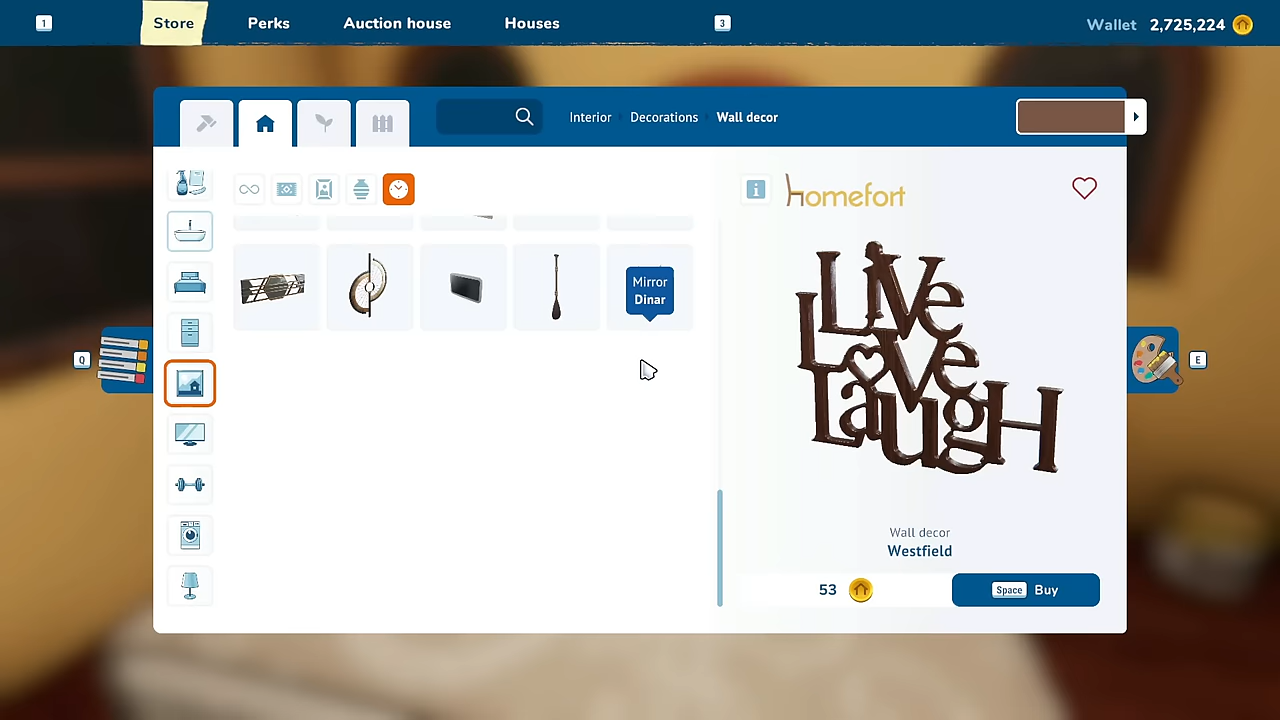 1
Store
Perks
Auction house
Houses
3
Wallet 2,725,224
Interior
Decorations
Wall decor
homefort
Mirror
Dinar
Live
Love
Laugh
Q
E
Wall decor
Westfield
53
Space Buy